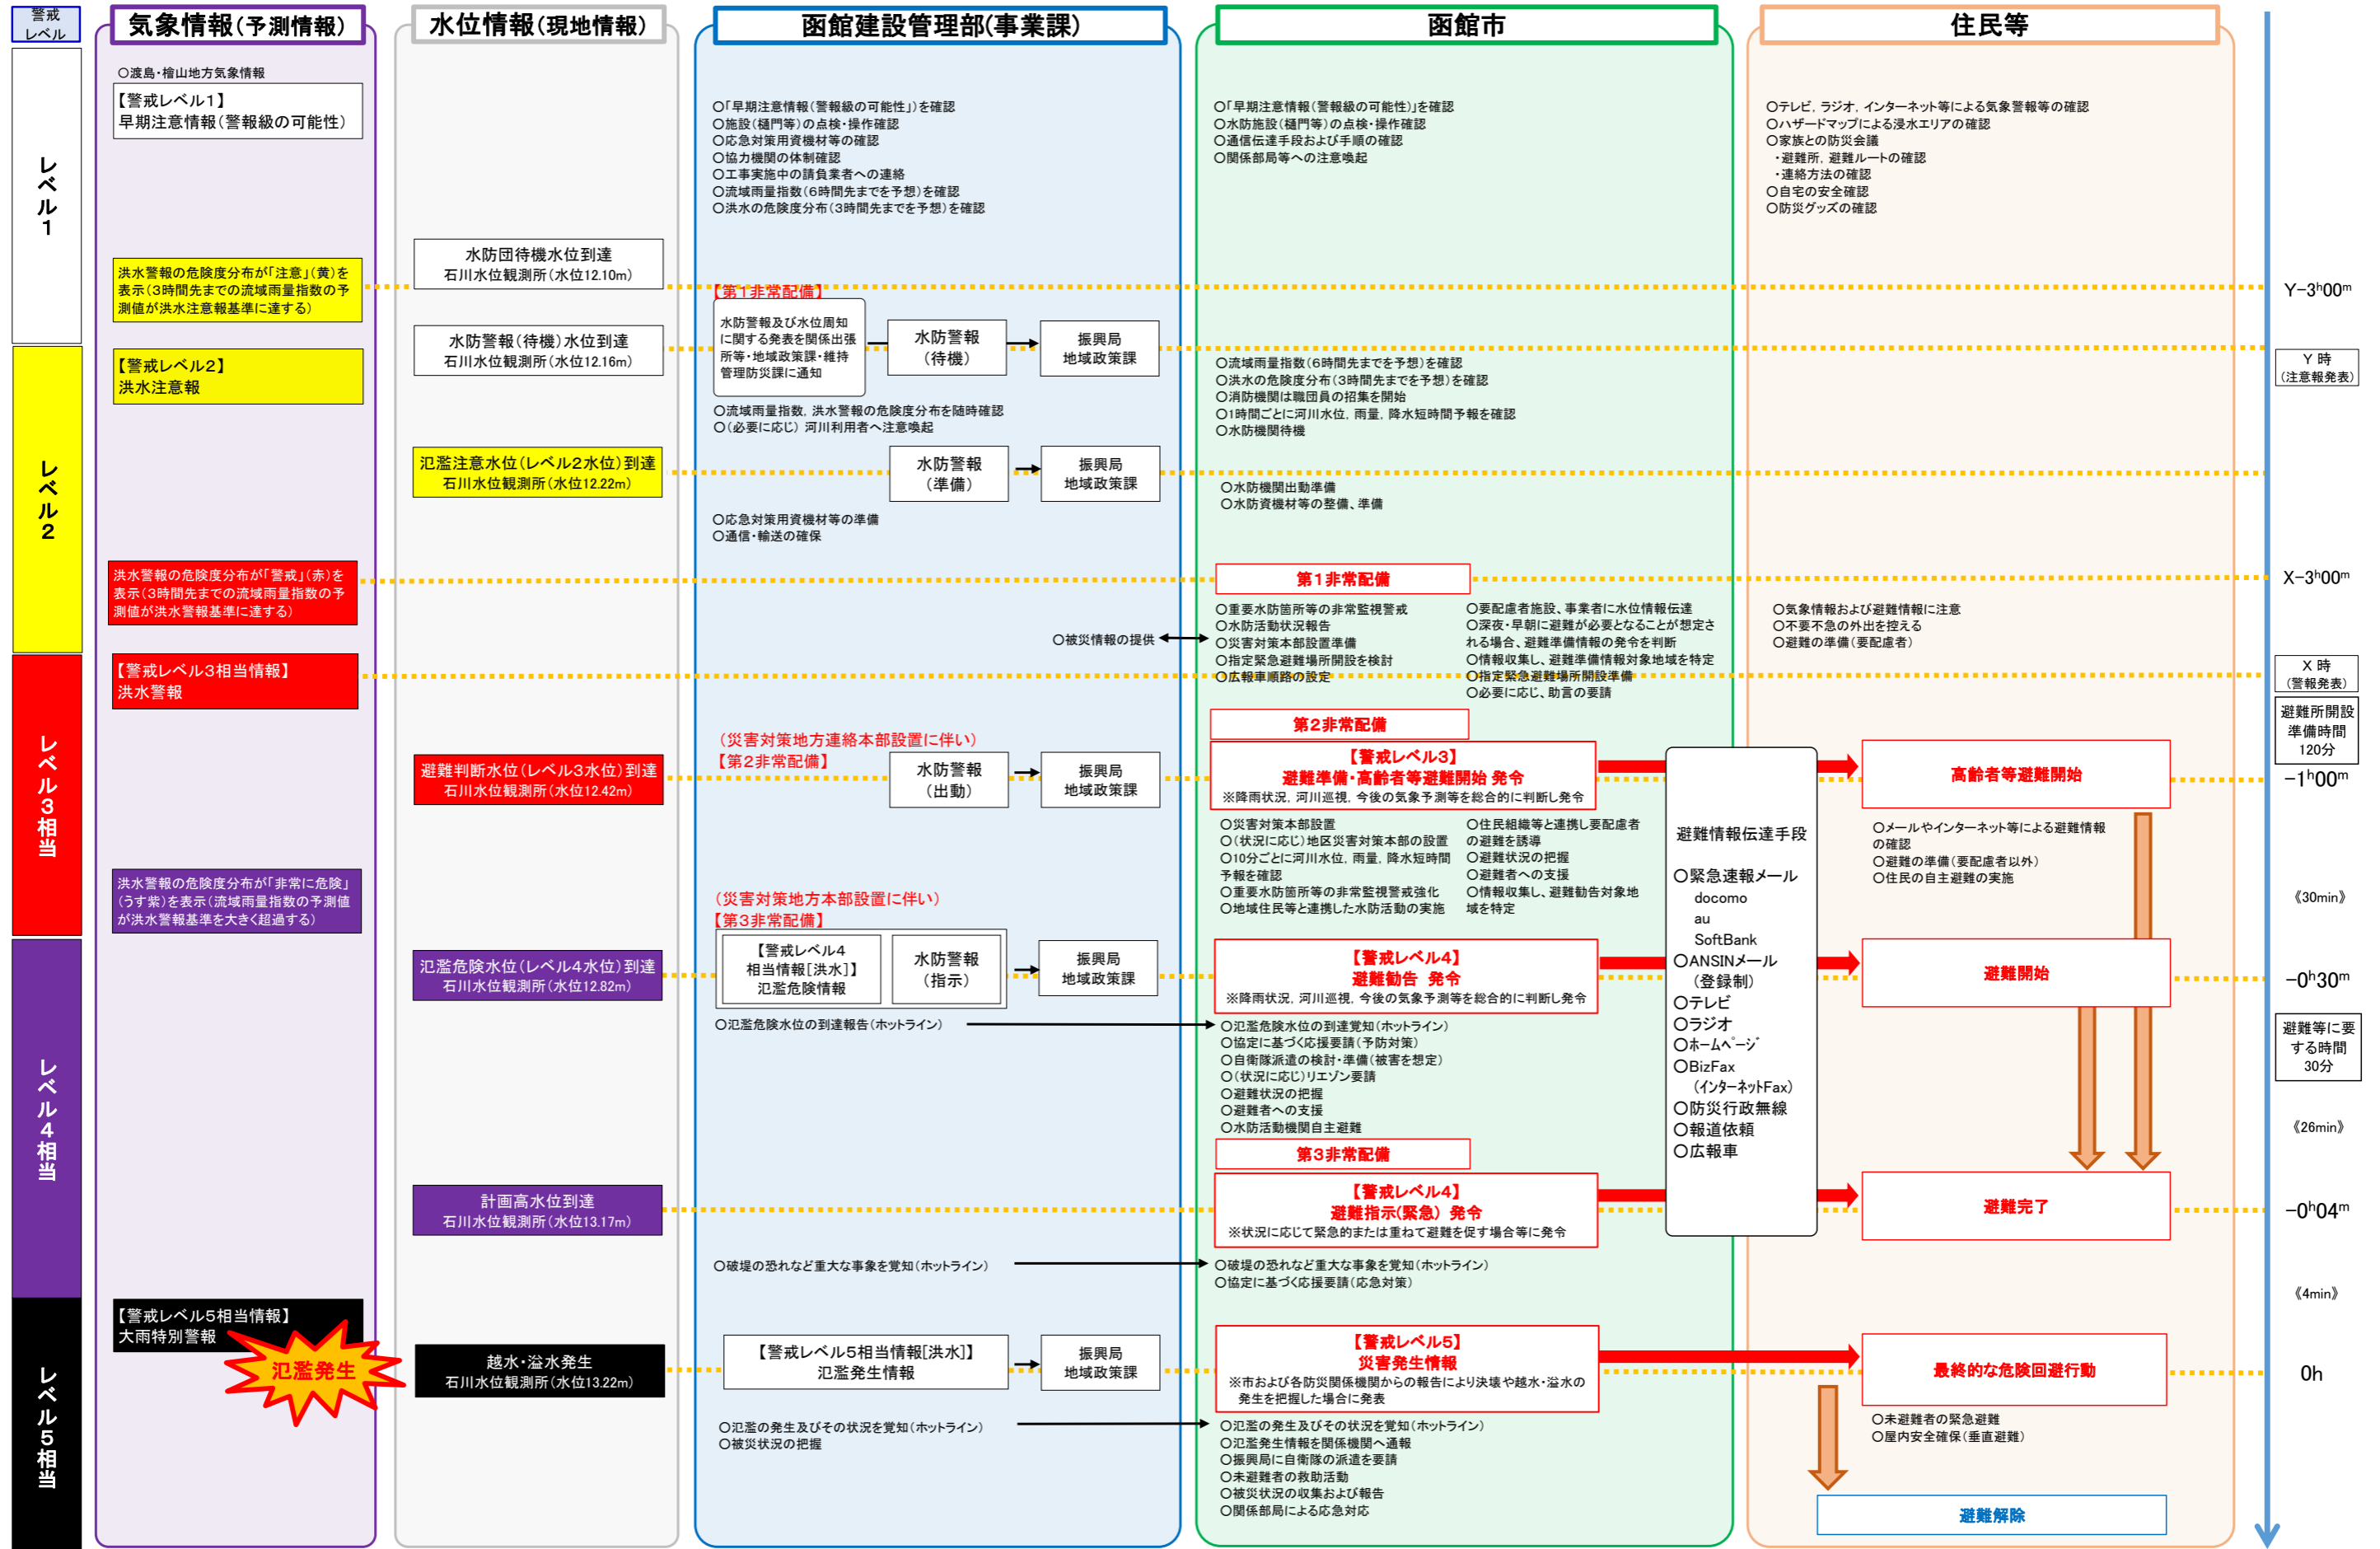 警戒
レベル
気象情報(予測情報)
水位情報(現地情報)
函館建設管理部(事業課)
函館市
住民等
レベル1
レベル2
レベル3相当
レベル4相当
レベル5相当
○渡島・檜山地方気象情報
【警戒レベル1】
早期注意情報(警報級の可能性)
洪水警報の危険度分布が「注意」(黄)を
表示(3時間先までの流域雨量指数の予
測値が洪水注意報基準に達する)
【警戒レベル2】
洪水注意報
洪水警報の危険度分布が「警戒」(赤)を
表示(3時間先までの流域雨量指数の予
測値が洪水警報基準に達する)
【警戒レベル3相当情報】
洪水警報
洪水警報の危険度分布が「非常に危険」
(うす紫)を表示(流域雨量指数の予測値
が洪水警報基準を大きく超過する)
【警戒レベル5相当情報】
大雨特別警報
氾濫発生
水防団待機水位到達
石川水位観測所(水位12.10m)
水防警報(待機)水位到達
石川水位観測所(水位12.16m)
氾濫注意水位(レベル2水位)到達
石川水位観測所(水位12.22m)
避難判断水位(レベル3水位)到達
石川水位観測所(水位12.42m)
氾濫危険水位(レベル4水位)到達
石川水位観測所(水位12.82m)
計画高水位到達
石川水位観測所(水位13.17m)
越水・溢水発生
石川水位観測所(水位13.22m)
○「早期注意情報(警報級の可能性」)を確認
○施設(樋門等)の点検・操作確認
○応急対策用資機材等の確認
○協力機関の体制確認
○工事実施中の請負業者への連絡
○流域雨量指数(6時間先までを予想)を確認
○洪水の危険度分布(3時間先までを予想)を確認
【第1非常配備】
水防警報及び水位周知
に関する発表を関係出張
所等・地域政策課・維持
管理防災課に通知
水防警報
(待機)
振興局
地域政策課
○流域雨量指数, 洪水警報の危険度分布を随時確認
○(必要に応じ) 河川利用者へ注意喚起
水防警報
(準備)
振興局
地域政策課
○応急対策用資機材等の準備
○通信・輸送の確保
○被災情報の提供
(災害対策地方連絡本部設置に伴い)
【第2非常配備】
水防警報
(出動)
振興局
地域政策課
(災害対策地方本部設置に伴い)
【第3非常配備】
【警戒レベル4
相当情報[洪水]】
氾濫危険情報
水防警報
(指示)
振興局
地域政策課
○氾濫危険水位の到達報告(ホットライン)
○破堤の恐れなど重大な事象を覚知(ホットライン)
【警戒レベル5相当情報[洪水]】
氾濫発生情報
振興局
地域政策課
○氾濫の発生及びその状況を覚知(ホットライン)
○被災状況の把握
○「早期注意情報(警報級の可能性)」を確認
○水防施設(樋門等)の点検・操作確認
○通信伝達手段および手順の確認
○関係部局等への注意喚起
○流域雨量指数(6時間先までを予想)を確認
○洪水の危険度分布(3時間先までを予想)を確認
○消防機関は職団員の招集を開始
○1時間ごとに河川水位, 雨量, 降水短時間予報を確認
○水防機関待機
○水防機関出動準備
○水防資機材等の整備、準備
第1非常配備
○重要水防箇所等の非常監視警戒
○水防活動状況報告
○災害対策本部設置準備
○指定緊急避難場所開設を検討
○広報車順路の設定
○要配慮者施設、事業者に水位情報伝達
○深夜・早朝に避難が必要となることが想定さ
れる場合、避難準備情報の発令を判断
○情報収集し、避難準備情報対象地域を特定
○指定緊急避難場所開設準備
○必要に応じ、助言の要請
第2非常配備
【警戒レベル3】
避難準備・高齢者等避難開始 発令
※降雨状況, 河川巡視, 今後の気象予測等を総合的に判断し発令
○災害対策本部設置
○(状況に応じ)地区災害対策本部の設置
○10分ごとに河川水位, 雨量, 降水短時間
予報を確認
○重要水防箇所等の非常監視警戒強化
○地域住民等と連携した水防活動の実施
○住民組織等と連携し要配慮者
の避難を誘導
○避難状況の把握
○避難者への支援
○情報収集し、避難勧告対象地
域を特定
【警戒レベル4】
避難勧告 発令
※降雨状況, 河川巡視, 今後の気象予測等を総合的に判断し発令
○氾濫危険水位の到達覚知(ホットライン)
○協定に基づく応援要請(予防対策)
○自衛隊派遣の検討・準備(被害を想定)
○(状況に応じ)リエゾン要請
○避難状況の把握
○避難者への支援
○水防活動機関自主避難
第3非常配備
【警戒レベル4】
避難指示(緊急) 発令
※状況に応じて緊急的または重ねて避難を促す場合等に発令
○破堤の恐れなど重大な事象を覚知(ホットライン)
○協定に基づく応援要請(応急対策)
【警戒レベル5】
災害発生情報
※市および各防災関係機関からの報告により決壊や越水・溢水の
発生を把握した場合に発表
○氾濫の発生及びその状況を覚知(ホットライン)
○氾濫発生情報を関係機関へ通報
○振興局に自衛隊の派遣を要請
○未避難者の救助活動
○被災状況の収集および報告
○関係部局による応急対応
避難情報伝達手段
○緊急速報メール
docomo
au
SoftBank
○ANSINメール
(登録制)
○テレビ
○ラジオ
○ホームページ
○BizFax
(インターネットFax)
○防災行政無線
○報道依頼
○広報車
○テレビ, ラジオ, インターネット等による気象警報等の確認
○ハザードマップによる浸水エリアの確認
○家族との防災会議
・避難所, 避難ルートの確認
・連絡方法の確認
○自宅の安全確認
○防災グッズの確認
○気象情報および避難情報に注意
○不要不急の外出を控える
○避難の準備(要配慮者)
高齢者等避難開始
○メールやインターネット等による避難情報
の確認
○避難の準備(要配慮者以外)
○住民の自主避難の実施
避難開始
避難完了
最終的な危険回避行動
○未避難者の緊急避難
○屋内安全確保(垂直避難)
避難解除
Y-3h00m
Y 時
(注意報発表)
X-3h00m
X 時
(警報発表)
避難所開設
準備時間
120分
-1h00m
《30min》
-0h30m
避難等に要
する時間
30分
《26min》
-0h04m
《4min》
0h